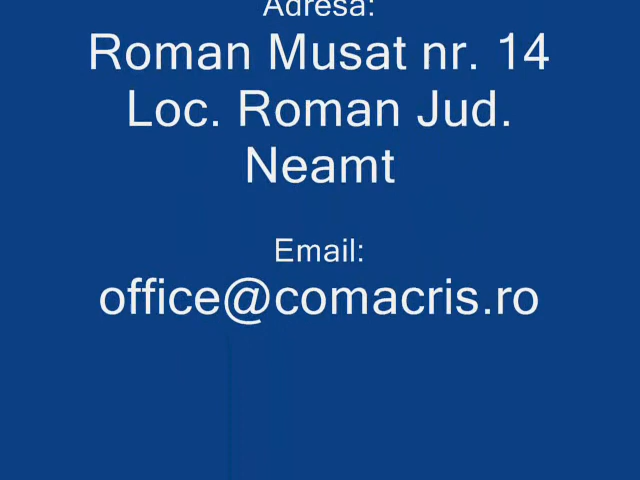 Adresa:
Roman Musat nr. 14
Loc. Roman Jud.
Neamt
Email:
office@comacris.ro